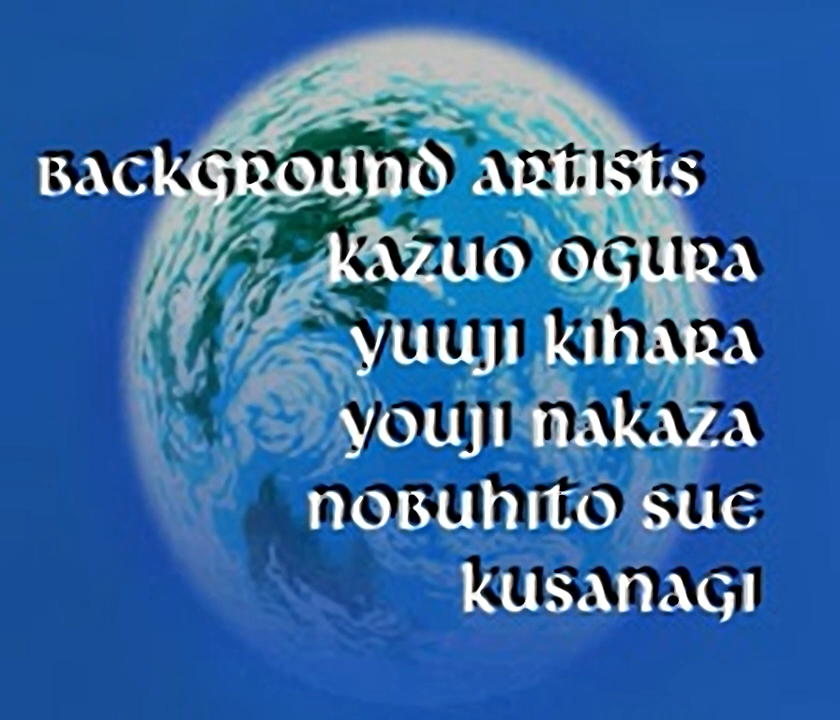 Background Artists
Kazuo Ogura
Yuuji Kihara
Youji Nakaza
Nobuhito Sue
Kusanagi